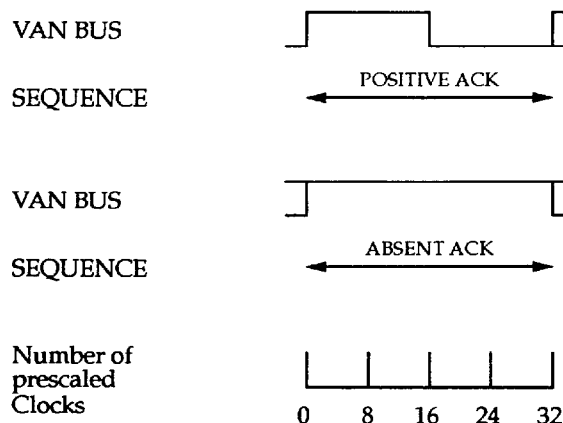 VAN BUS
SEQUENCE
POSITIVE ACK
VAN BUS
SEQUENCE
ABSENT ACK
Number of
prescaled
Clocks
0 8 16 24 32